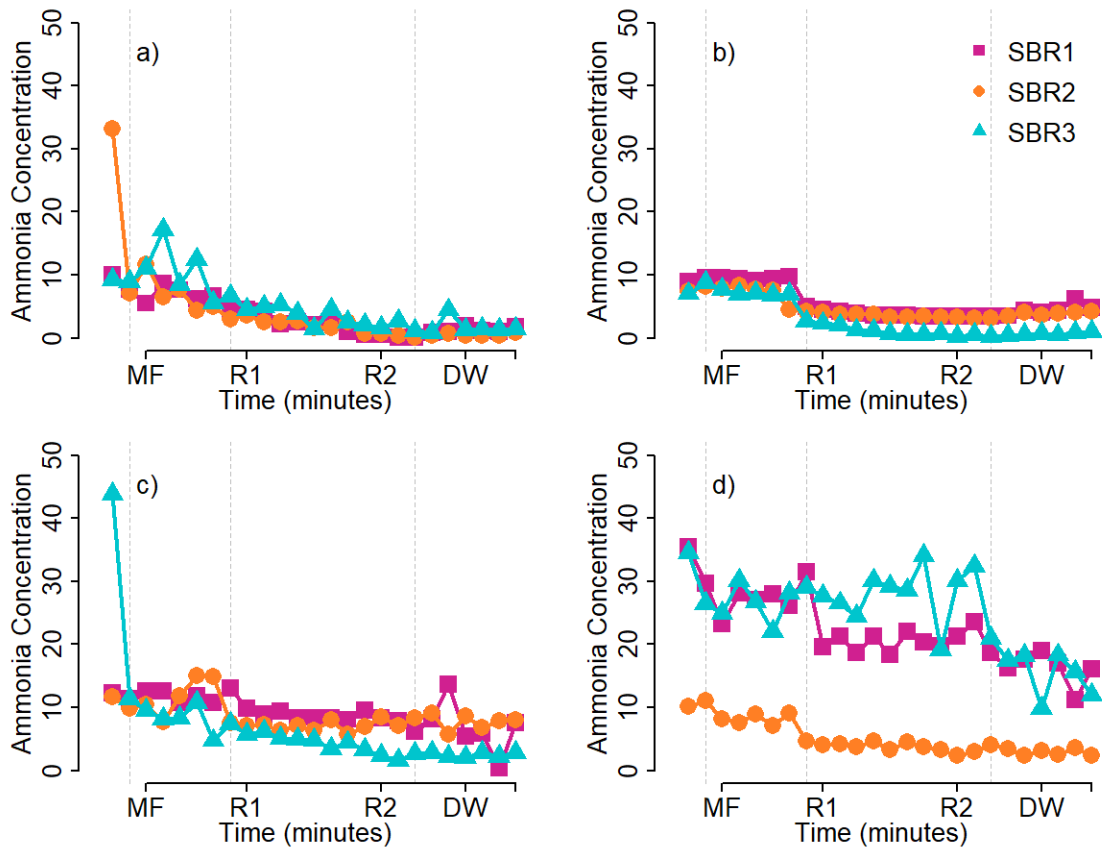 a)
Ammonia Concentration
0 10 20 30 40 50
MF R1 R2 DW
Time (minutes)
b)
SBR1
SBR2
SBR3
Ammonia Concentration
0 10 20 30 40 50
MF R1 R2 DW
Time (minutes)
c)
Ammonia Concentration
0 10 20 30 40 50
MF R1 R2 DW
Time (minutes)
d)
Ammonia Concentration
0 10 20 30 40 50
MF R1 R2 DW
Time (minutes)